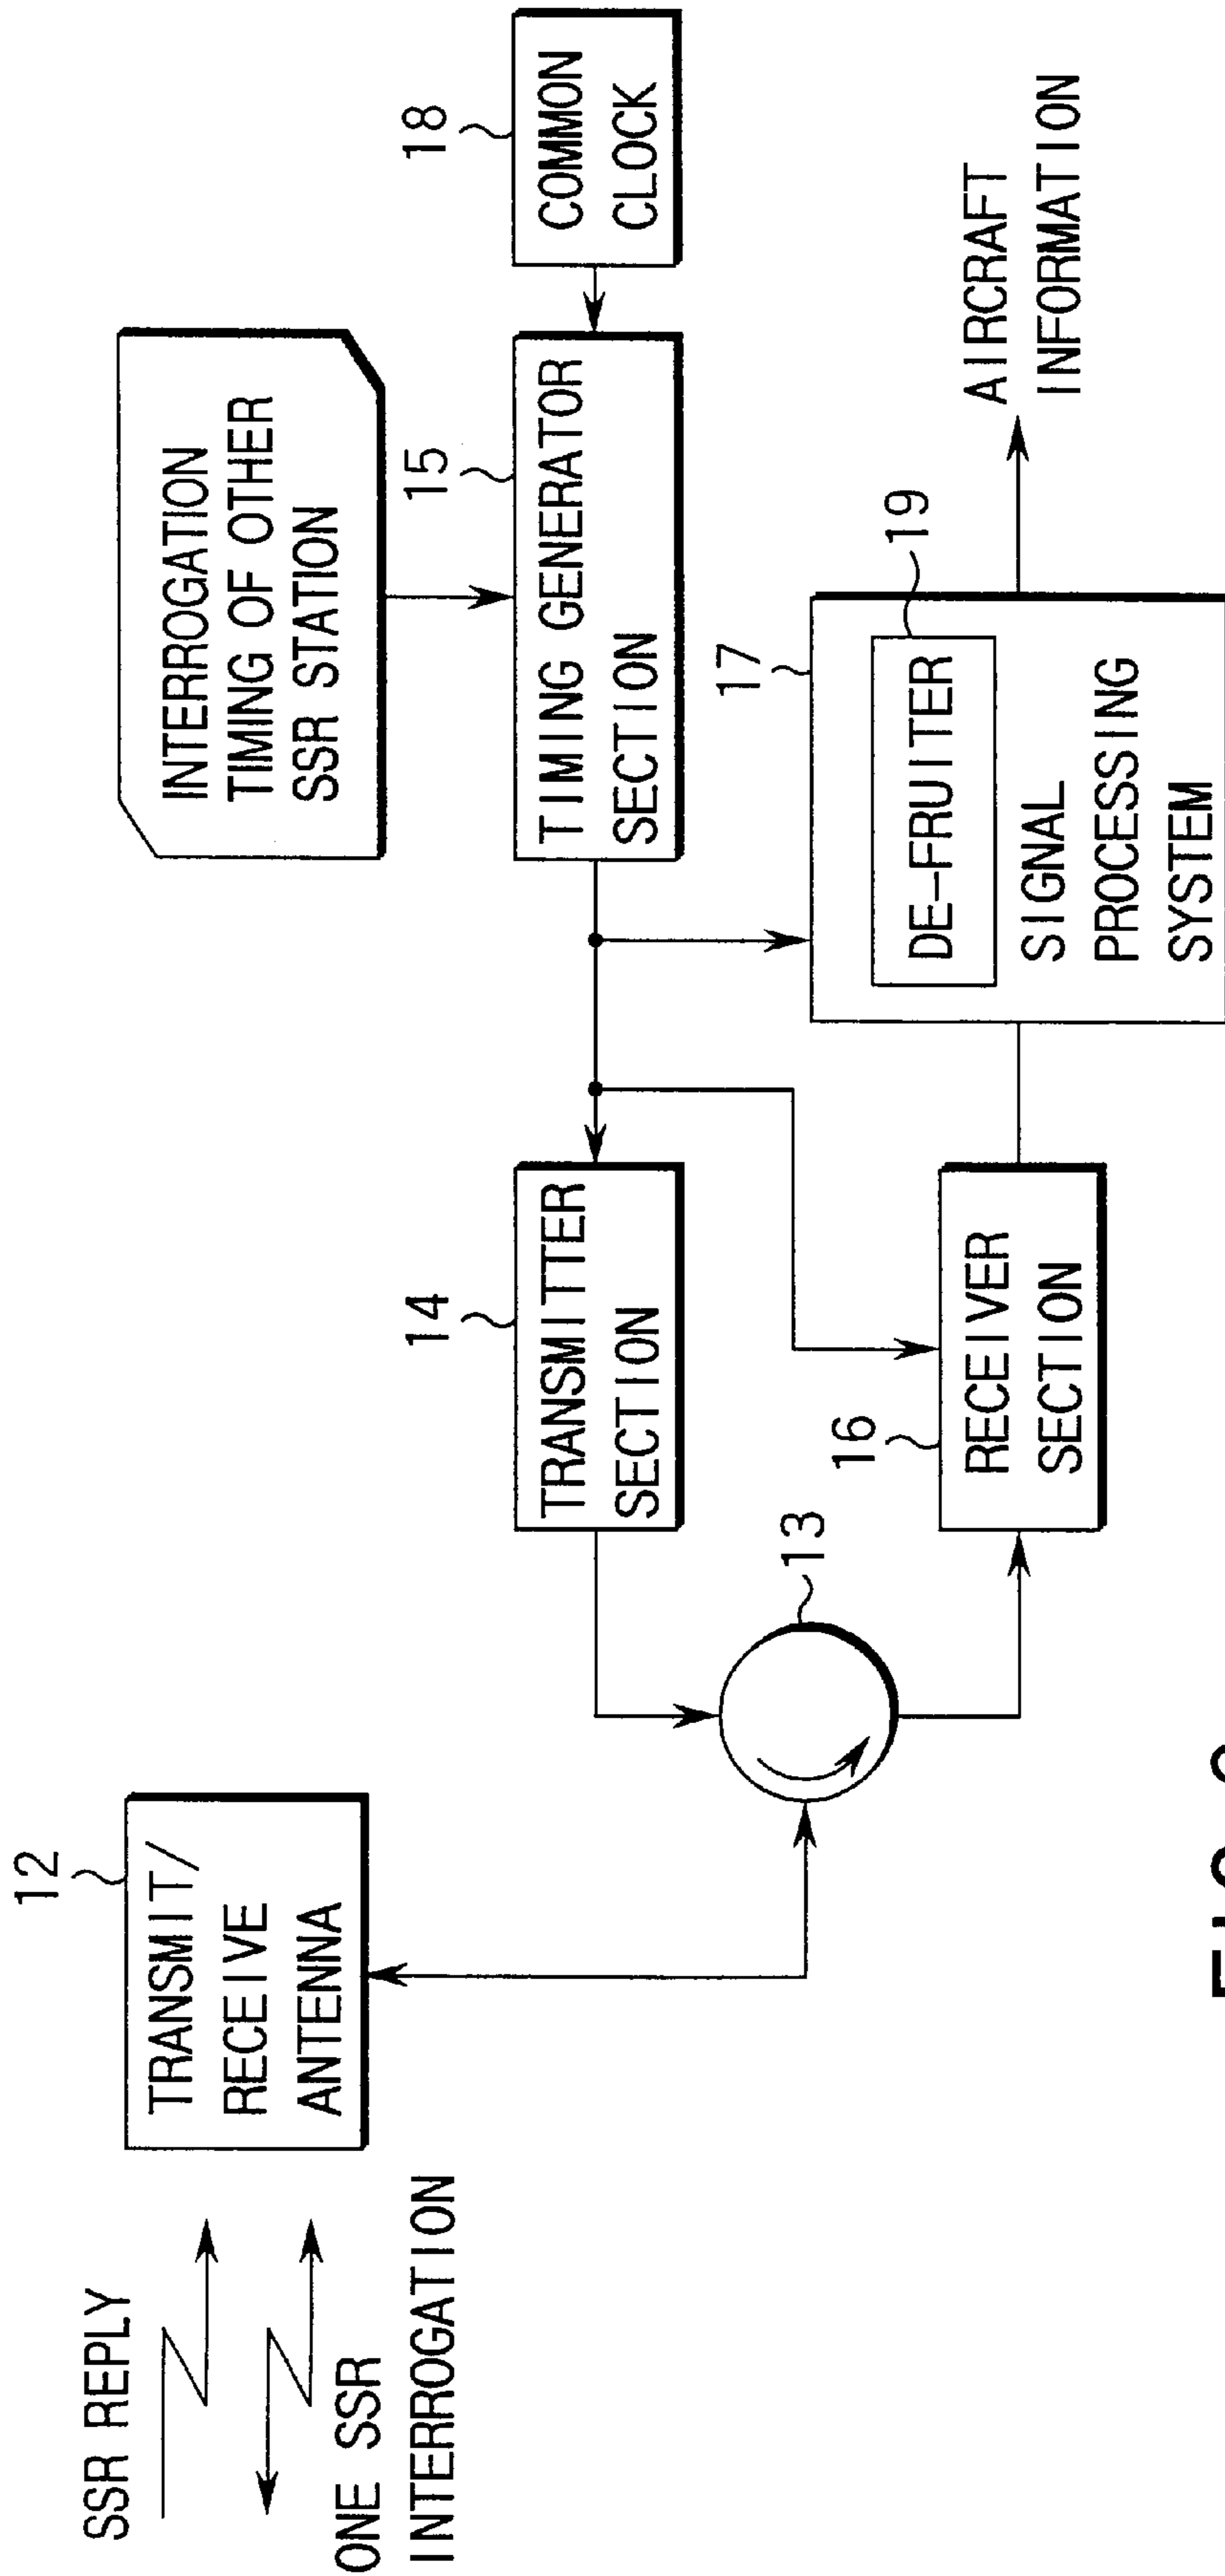 SSR REPLY
ONE SSR
INTERROGATION
12
TRANSMIT/
RECEIVE
ANTENNA
13
14
TRANSMITTER
SECTION
16
RECEIVER
SECTION
INTERROGATION
TIMING OF OTHER
SSR STATION
15
TIMING GENERATOR
SECTION
18
COMMON
CLOCK
17
19
DE-FRUITER
SIGNAL
PROCESSING
SYSTEM
AIRCRAFT
INFORMATION